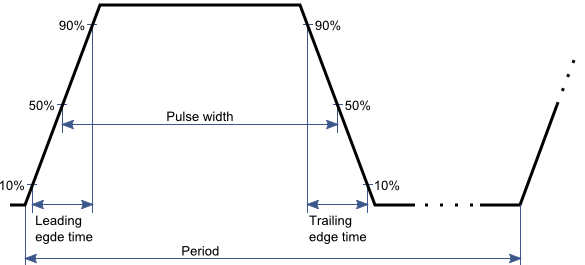 90%
90%
50%
50%
Pulse width
10%
10%
Leading
egde time
Trailing
edge time
Period